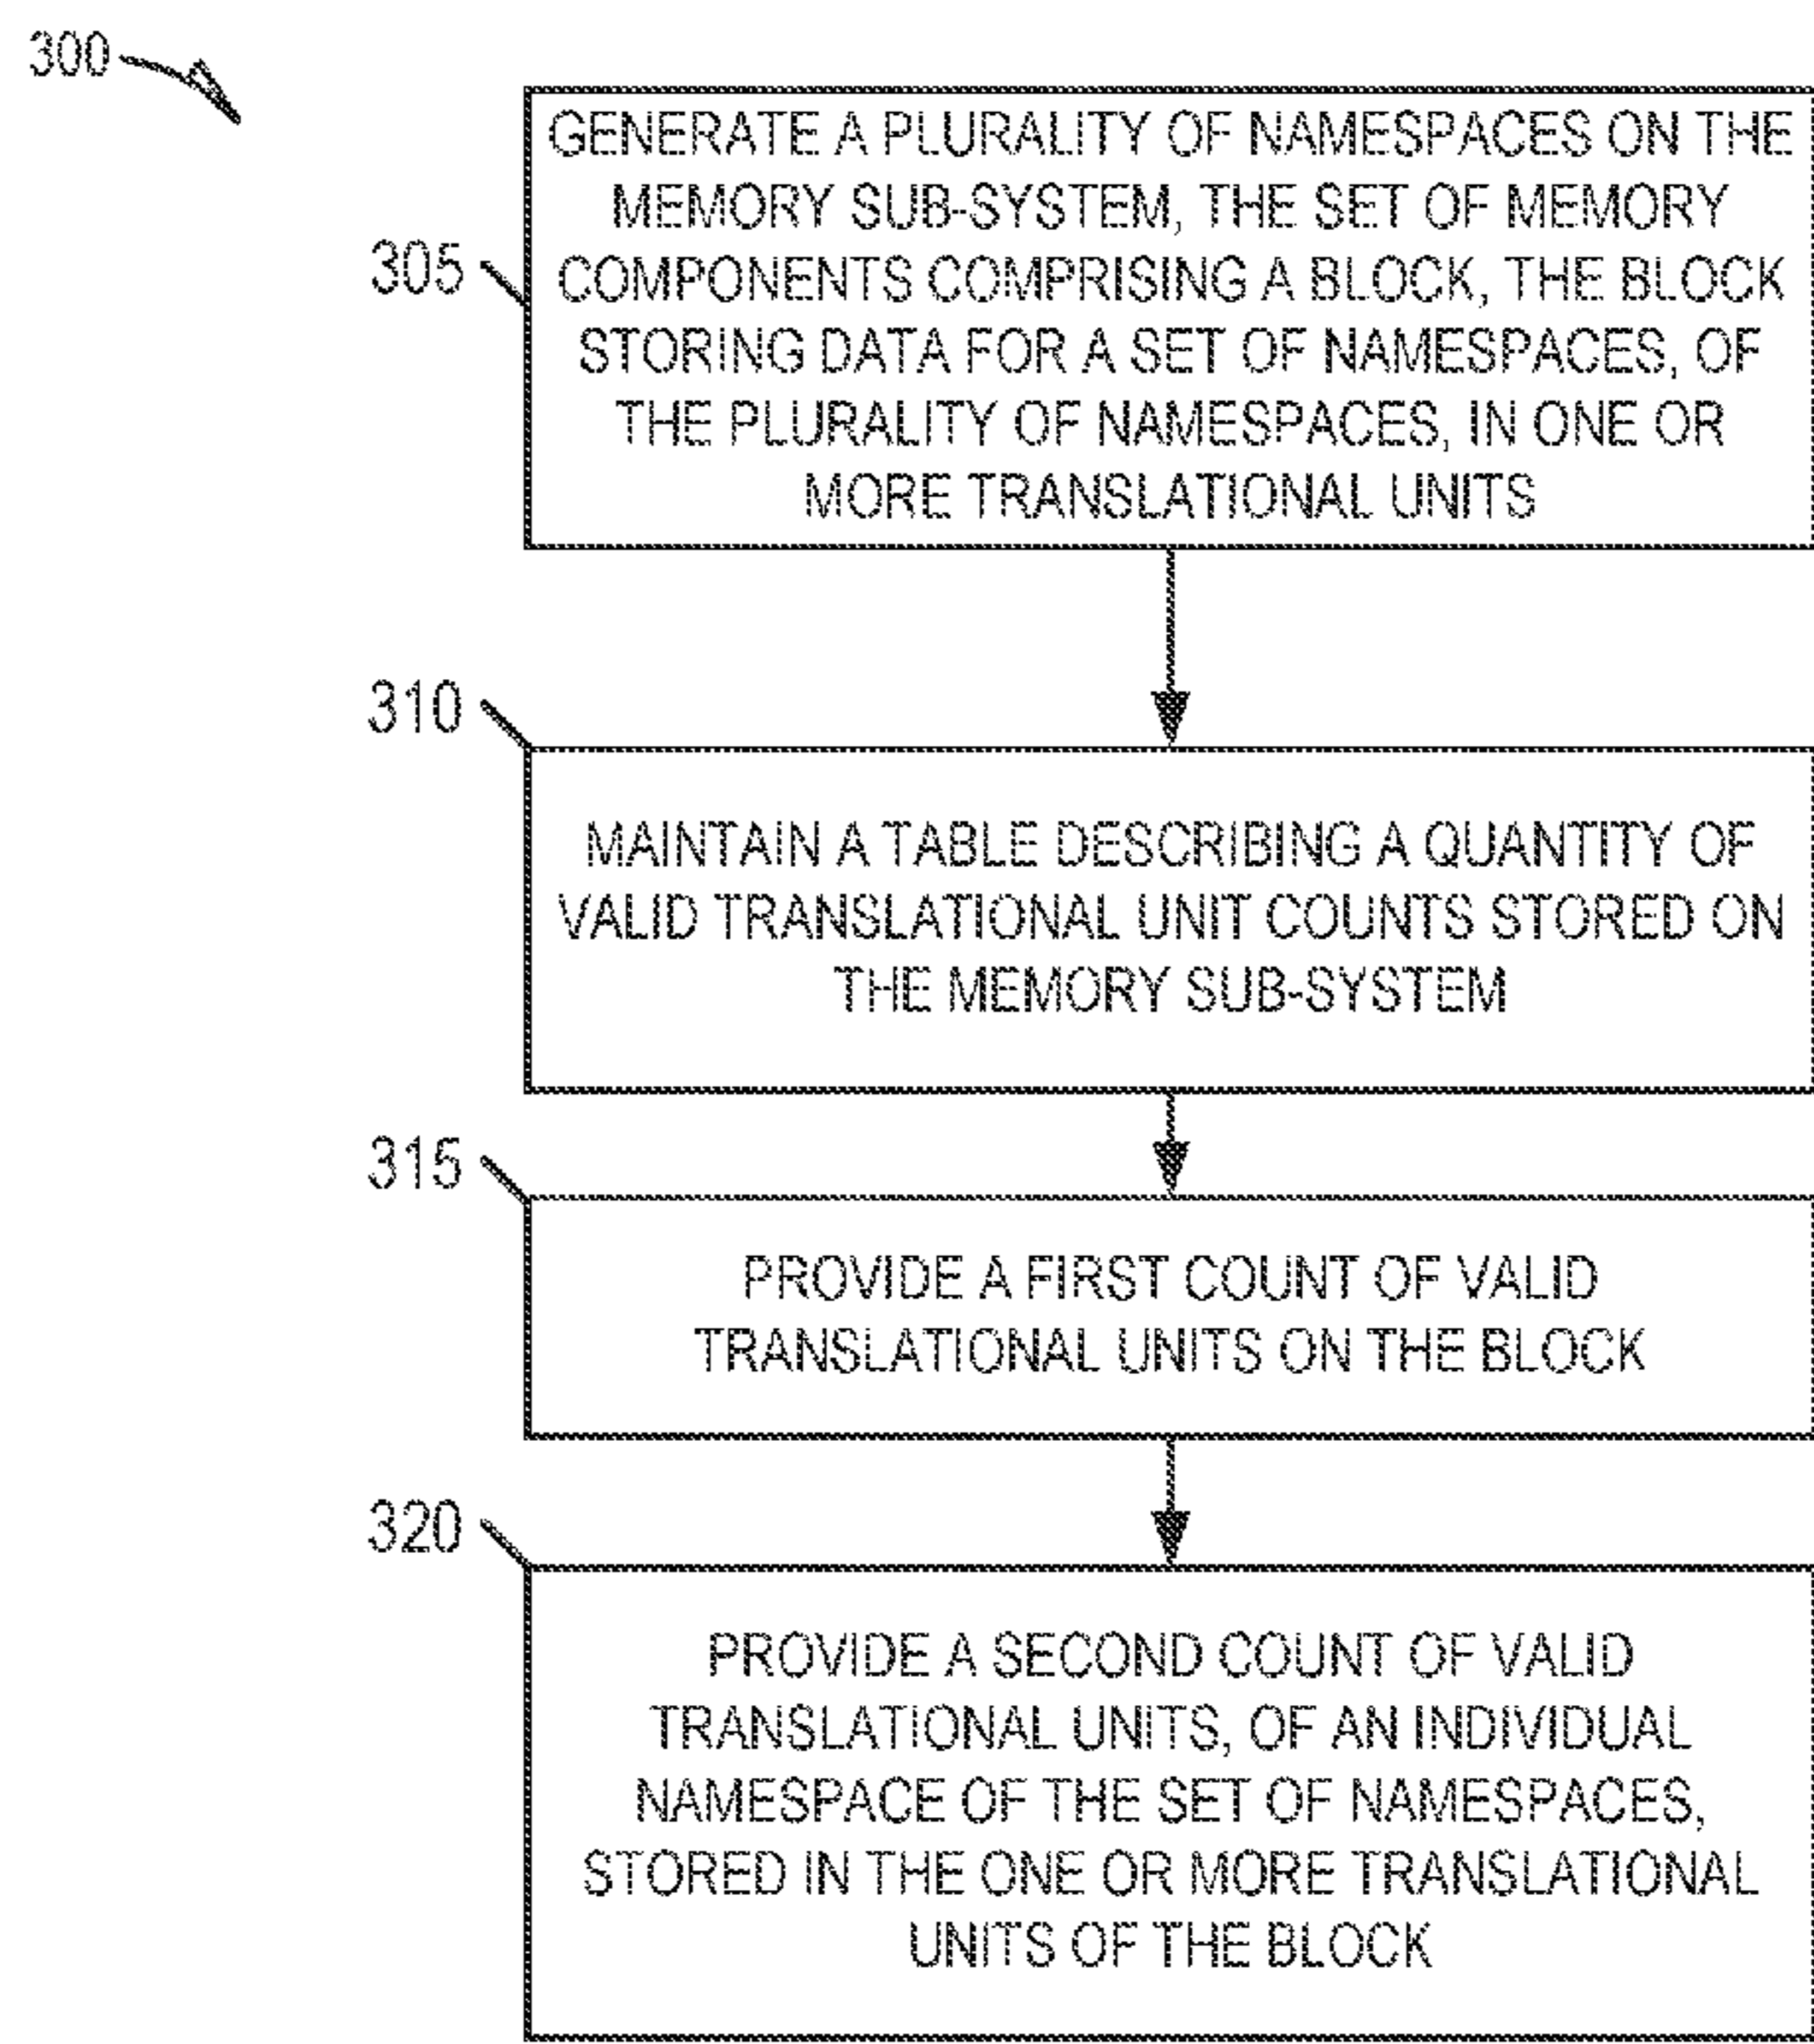 300
305
GENERATE A PLURALITY OF NAMESPACES ON THE
MEMORY SUB-SYSTEM, THE SET OF MEMORY
COMPONENTS COMPRISING A BLOCK, THE BLOCK
STORING DATA FOR A SET OF NAMESPACES, OF
THE PLURALITY OF NAMESPACES, IN ONE OR
MORE TRANSLATIONAL UNITS
310
MAINTAIN A TABLE DESCRIBING A QUANTITY OF
VALID TRANSLATIONAL UNIT COUNTS STORED ON
THE MEMORY SUB-SYSTEM
315
PROVIDE A FIRST COUNT OF VALID
TRANSLATIONAL UNITS ON THE BLOCK
320
PROVIDE A SECOND COUNT OF VALID
TRANSLATIONAL UNITS, OF AN INDIVIDUAL
NAMESPACE OF THE SET OF NAMESPACES,
STORED IN THE ONE OR MORE TRANSLATIONAL
UNITS OF THE BLOCK